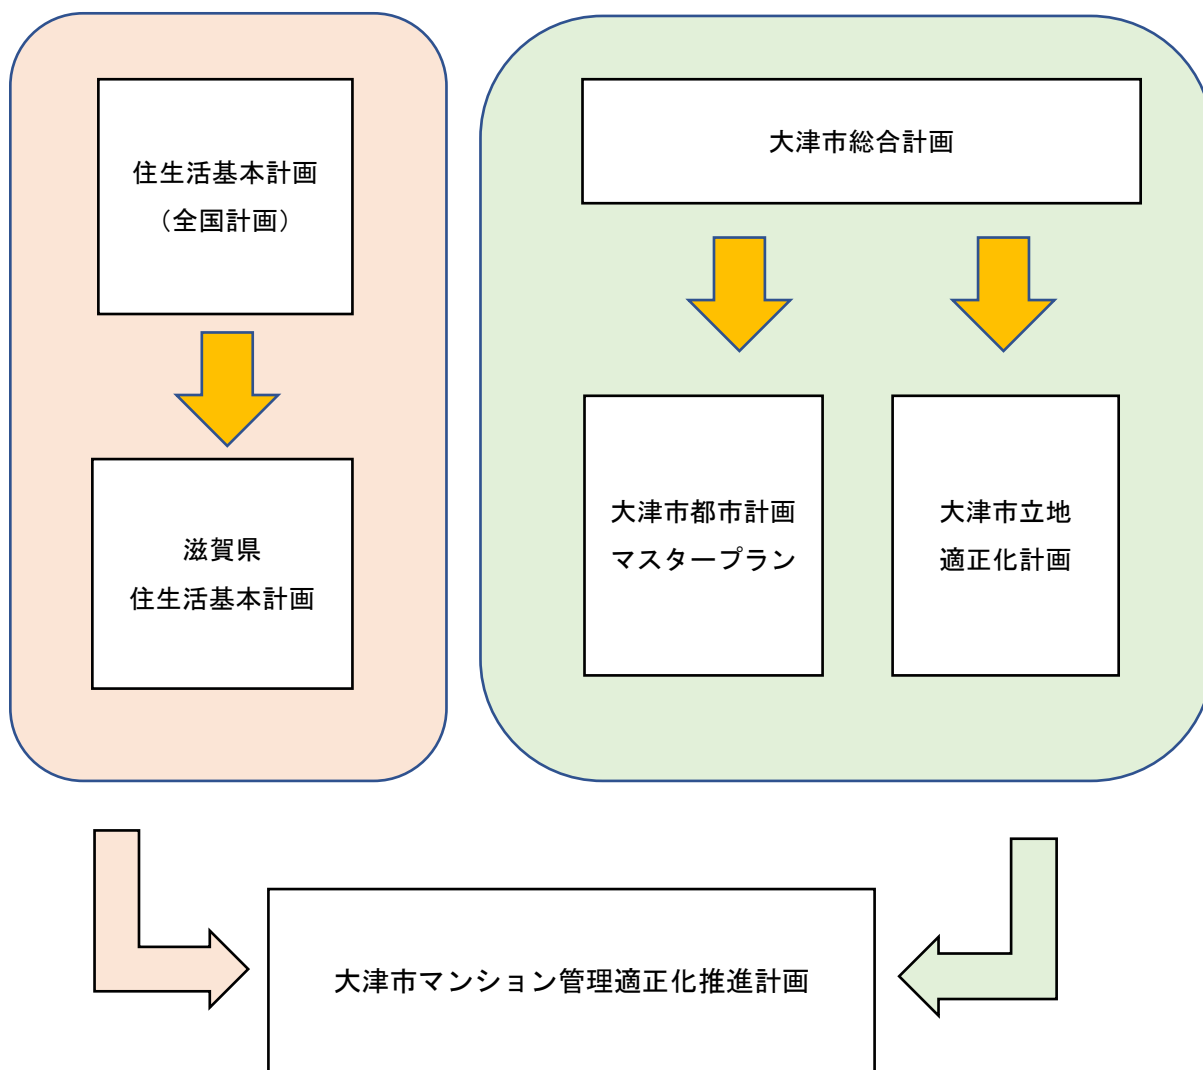 住生活基本計画
（全国計画）
滋賀県
住生活基本計画
大津市総合計画
大津市都市計画
マスタープラン
大津市立地
適正化計画
大津市マンション管理適正化推進計画